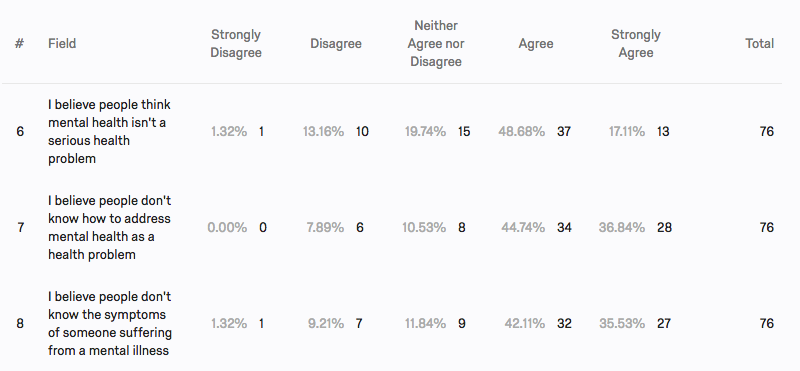 # Field Strongly Disagree Disagree Neither Agree nor Disagree Agree Strongly Agree Total
6 I believe people think mental health isn't a serious health problem 1.32% 1 13.16% 10 19.74% 15 48.68% 37 17.11% 13 76
7 I believe people don't know how to address mental health as a health problem 0.00% 0 7.89% 6 10.53% 8 44.74% 34 36.84% 28 76
8 I believe people don't know the symptoms of someone suffering from a mental illness 1.32% 1 9.21% 7 11.84% 9 42.11% 32 35.53% 27 76